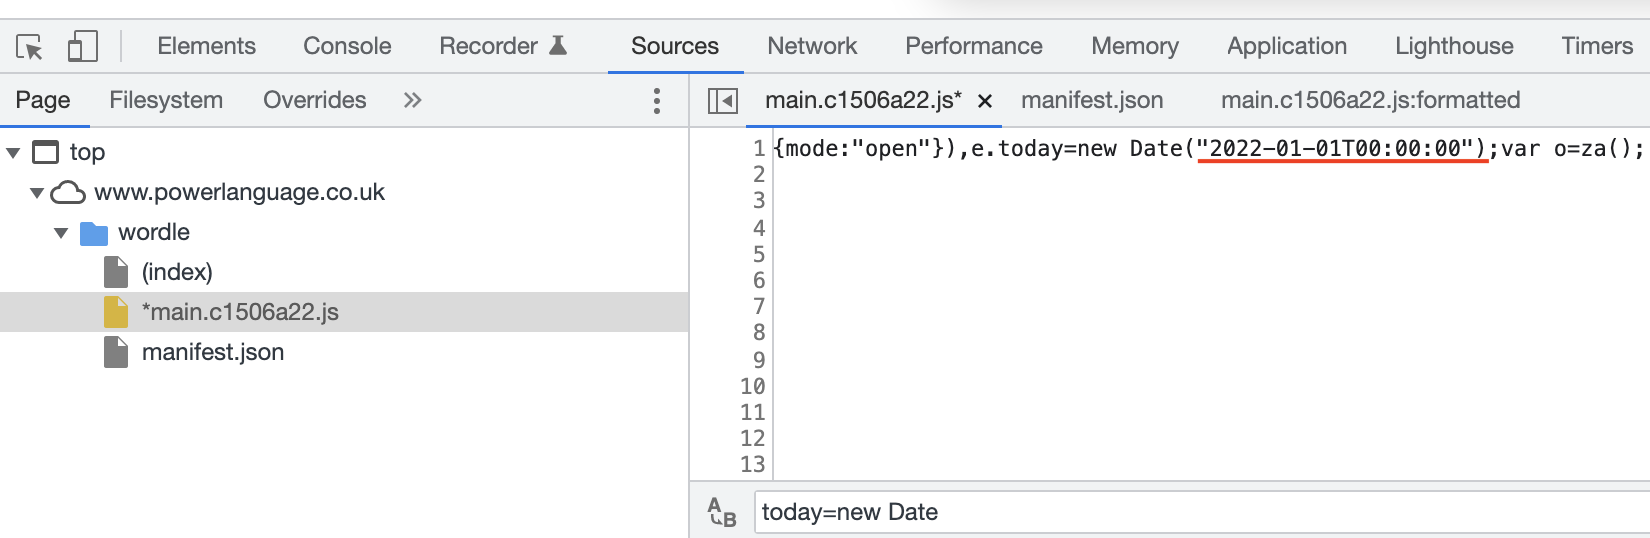 Elements Console Recorder Sources Network Performance Memory Application Lighthouse Timers
Page Filesystem Overrides » main.c1506a22.js* × manifest.json main.c1506a22.js:formatted
top
www.powerlanguage.co.uk
wordle
(index)
*main.c1506a22.js
manifest.json
1 {mode:"open"}),e.today=new Date("2022-01-01T00:00:00");var o=za();
2
3
4
5
6
7
8
9
10
11
12
13
A B today=new Date